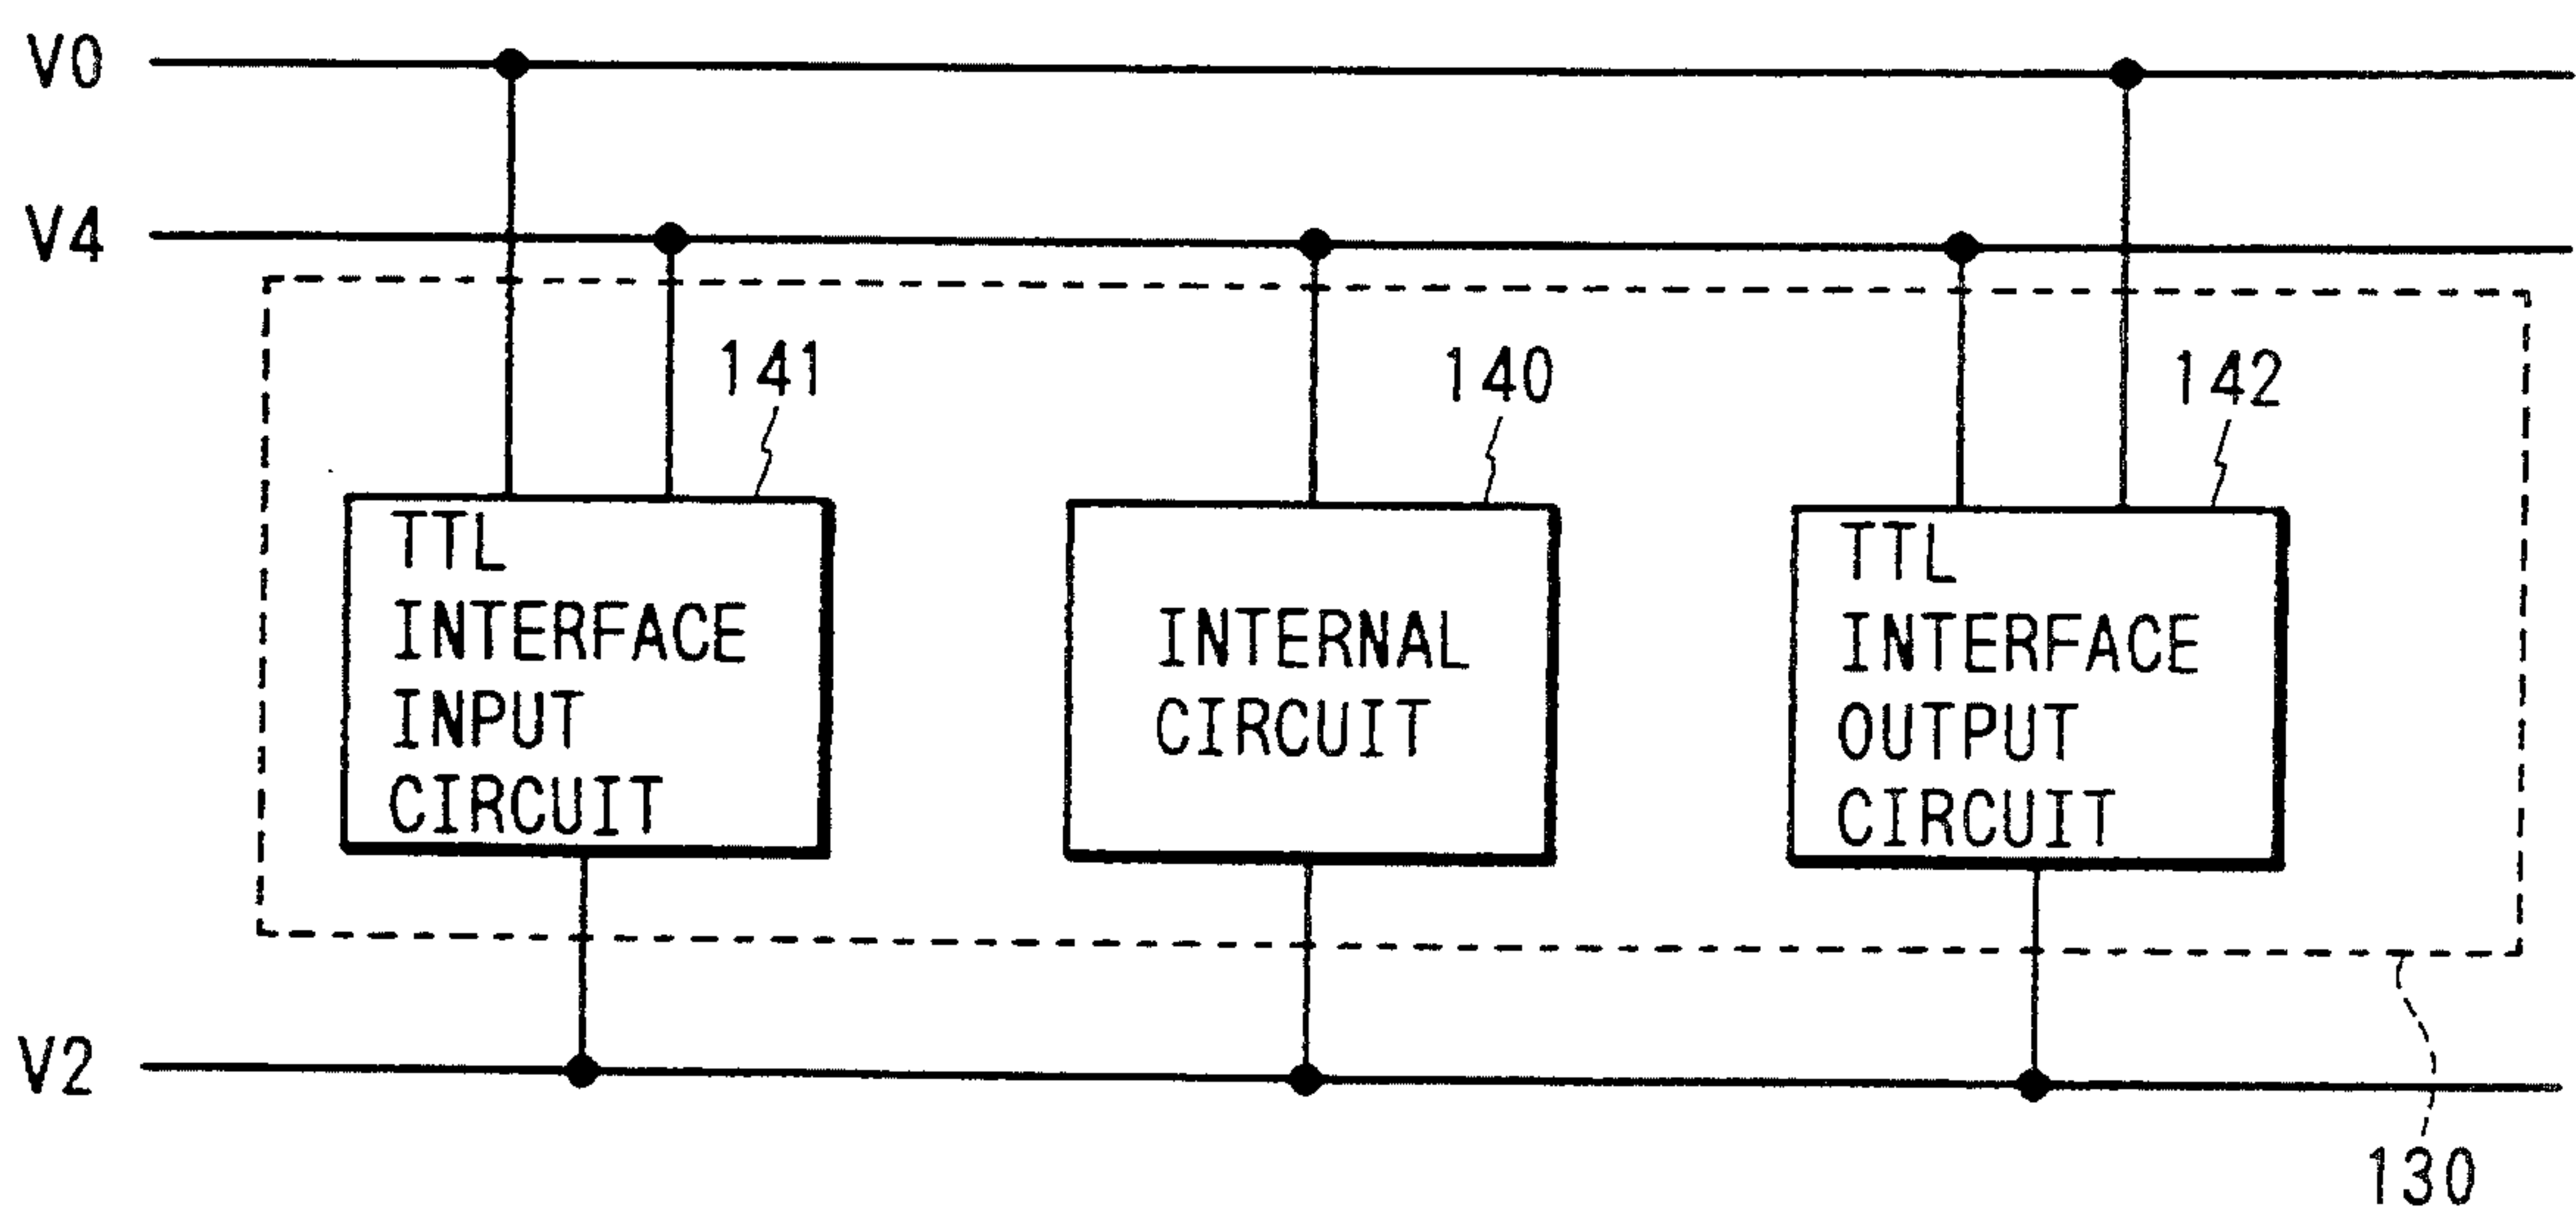 V0
V4
141
140
142
TTL
INTERFACE
INPUT
CIRCUIT
INTERNAL
CIRCUIT
TTL
INTERFACE
OUTPUT
CIRCUIT
V2
130